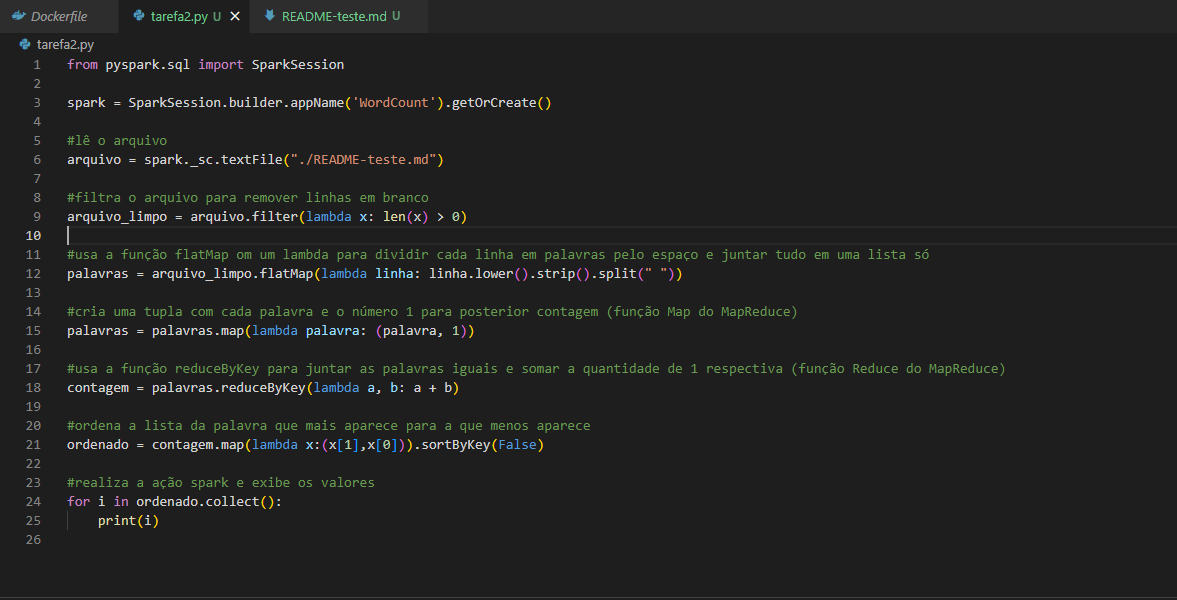 Dockerfile
tarefa2.py U
README-teste.md U
tarefa2.py
1 from pyspark.sql import SparkSession
2
3 spark = SparkSession.builder.appName('WordCount').getOrCreate()
4
5 #lê o arquivo
6 arquivo = spark._sc.textFile("./README-teste.md")
7
8 #filtra o arquivo para remover linhas em branco
9 arquivo_limpo = arquivo.filter(lambda x: len(x) > 0)
10
11 #usa a função flatMap om um lambda para dividir cada linha em palavras pelo espaço e juntar tudo em uma lista só
12 palavras = arquivo_limpo.flatMap(lambda linha: linha.lower().strip().split(" "))
13
14 #cria uma tupla com cada palavra e o número 1 para posterior contagem (função Map do MapReduce)
15 palavras = palavras.map(lambda palavra: (palavra, 1))
16
17 #usa a função reduceByKey para juntar as palavras iguais e somar a quantidade de 1 respectiva (função Reduce do MapReduce)
18 contagem = palavras.reduceByKey(lambda a, b: a + b)
19
20 #ordena a lista da palavra que mais aparece para a que menos aparece
21 ordenado = contagem.map(lambda x:(x[1],x[0])).sortByKey(False)
22
23 #realiza a ação spark e exibe os valores
24 for i in ordenado.collect():
25     print(i)
26